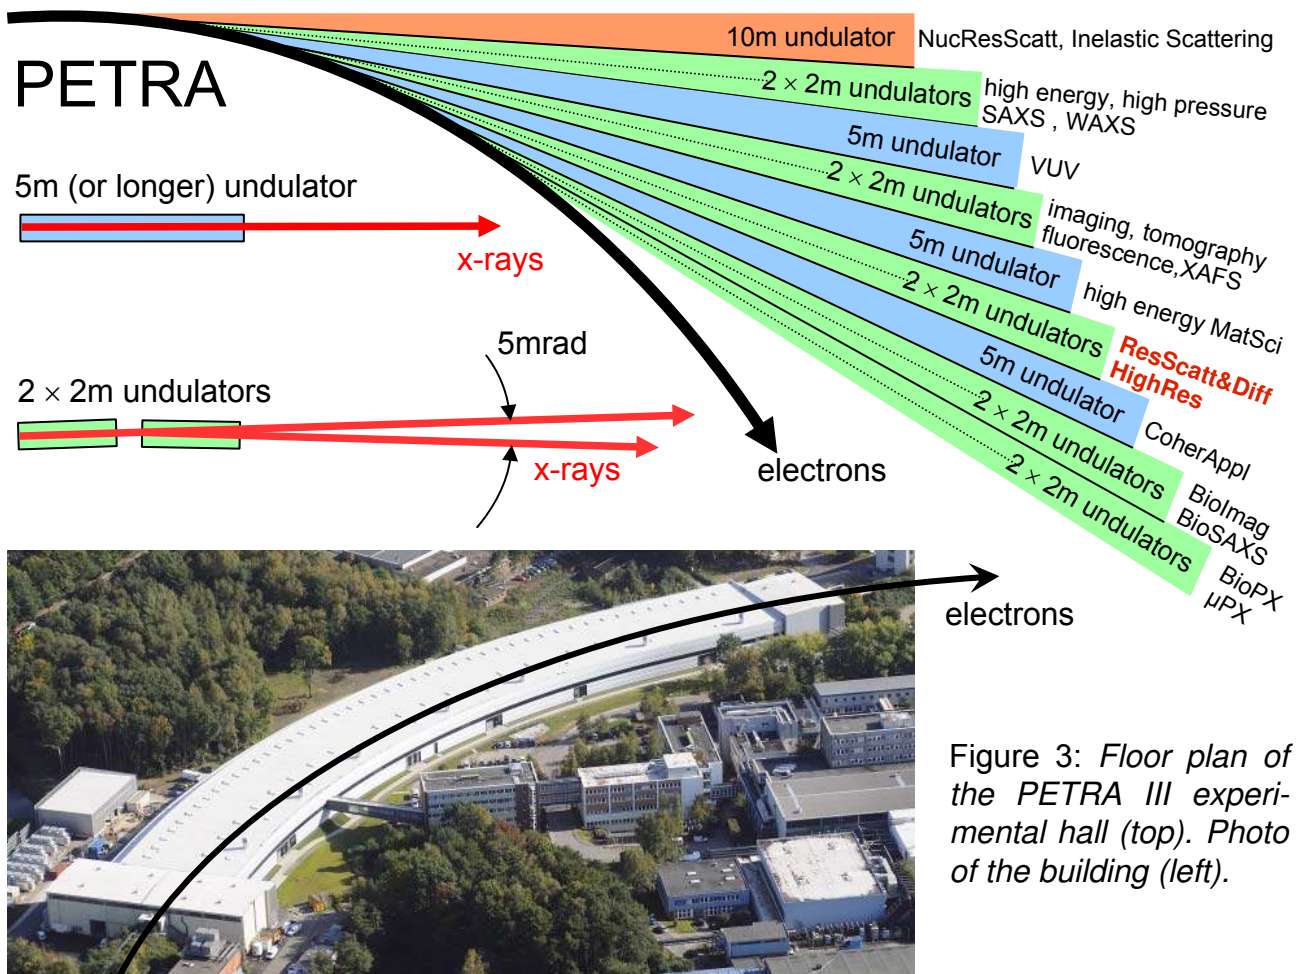 PETRA
10m undulator
NucResScatt, Inelastic Scattering
2 × 2m undulators
high energy, high pressure
SAXS , WAXS
5m undulator
VUV
2 × 2m undulators
imaging, tomography
fluorescence,XAFS
5m undulator
high energy MatSci
2 × 2m undulators
ResScatt&Diff
HighRes
5m undulator
CoherAppl
2 × 2m undulators
BioImag
BioSAXS
2 × 2m undulators
BioPX
µPX
5m (or longer) undulator
x-rays
5mrad
2 × 2m undulators
x-rays
electrons
electrons
Figure 3: Floor plan of
the PETRA III experi-
mental hall (top). Photo
of the building (left).